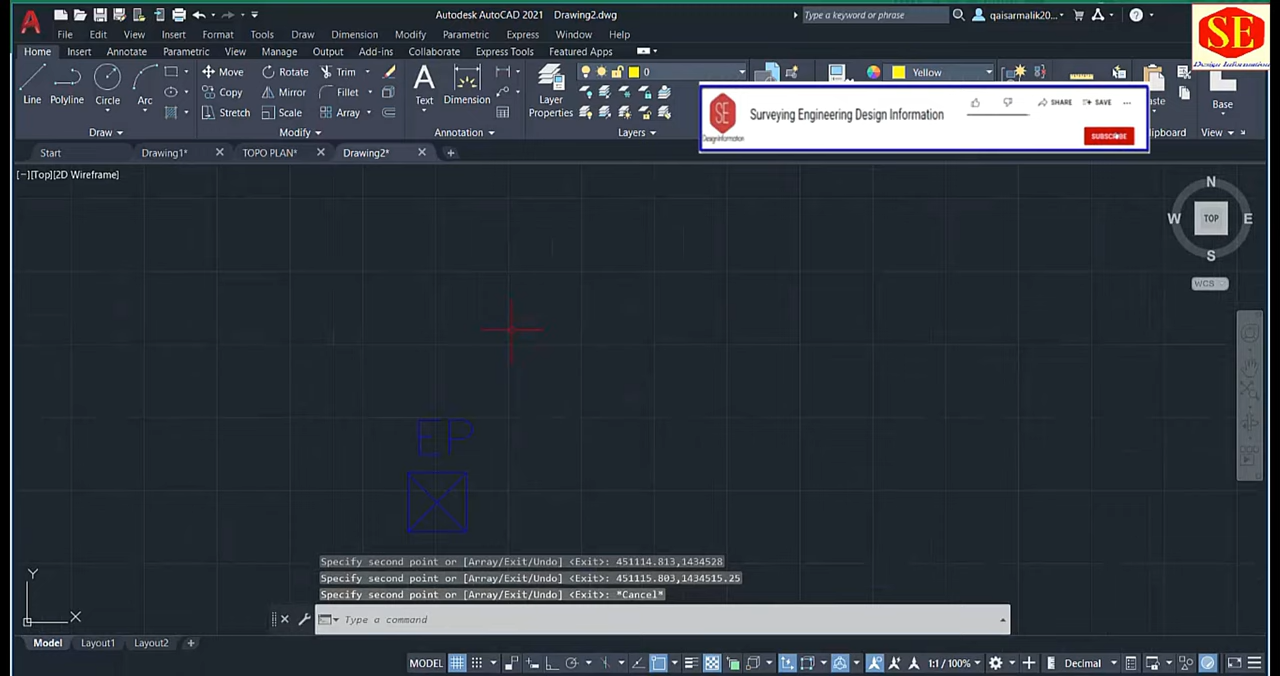 Autodesk AutoCAD 2021 Drawing2.dwg
Type a keyword or phrase
qaisarmalik20...
SE
Design Information
File Edit View Insert Format Tools Draw Dimension Modify Parametric Express Window Help
Home Insert Annotate Parametric View Manage Output Add-ins Collaborate Express Tools Featured Apps
Line Polyline Circle Arc
Move Rotate Trim
Copy Mirror Fillet
Stretch Scale Array
Text Dimension
Layer
Properties
0
Yellow
Base
Draw Modify Annotation Layers View
SE
Surveying Engineering Design Information
SHARE SAVE ...
SUBSCRIBE
Start Drawing1* TOPO PLAN* Drawing2*
[−][Top][2D Wireframe]
N
W TOP E
S
WCS
EP
Specify second point or [Array/Exit/Undo] <Exit>: 451114.813,1434528
Specify second point or [Array/Exit/Undo] <Exit>: 451115.803,1434515.25
Specify second point or [Array/Exit/Undo] <Exit>: *Cancel*
Y
X
Type a command
Model Layout1 Layout2 +
MODEL 1:1 / 100% Decimal